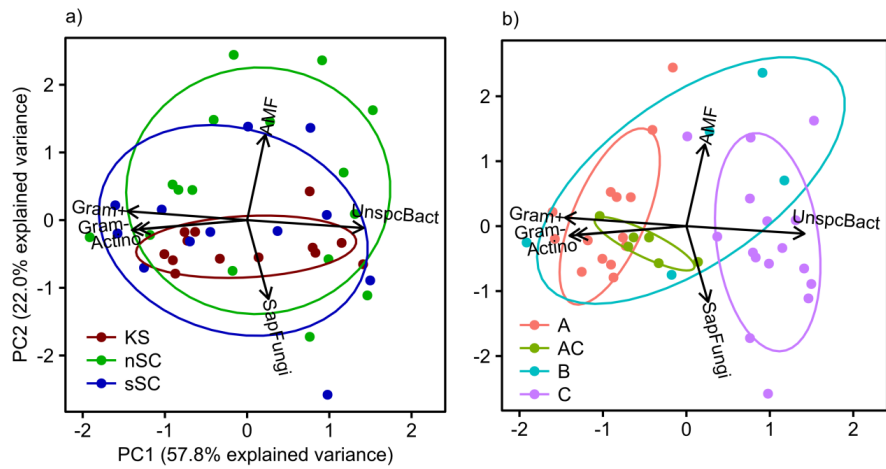 a)
PC2 (22.0% explained variance)
2
1
0
-1
-2
AMF
Gram+
Gram-
Actino
UnspcBact
SapFungi
KS
nSC
sSC
-2
-1
0
1
2
PC1 (57.8% explained variance)
b)
2
1
0
-1
-2
AMF
Gram+
Gram-
Actino
UnspcBact
SapFungi
A
AC
B
C
-2
-1
0
1
2